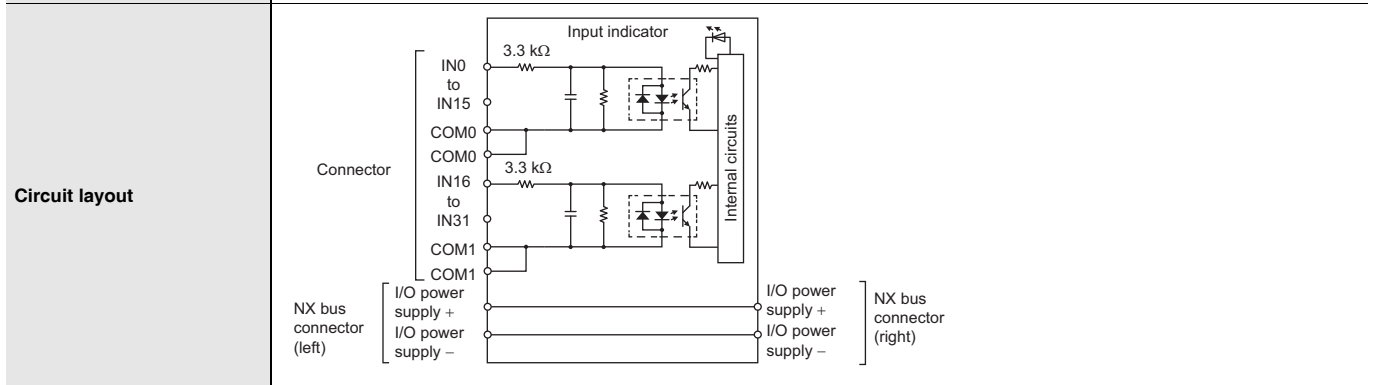 Circuit layout
Input indicator
3.3 kΩ
IN0
to
IN15
COM0
COM0
Connector
3.3 kΩ
IN16
to
IN31
COM1
COM1
Internal circuits
NX bus
connector
(left)
I/O power
supply +
I/O power
supply −
I/O power
supply +
I/O power
supply −
NX bus
connector
(right)